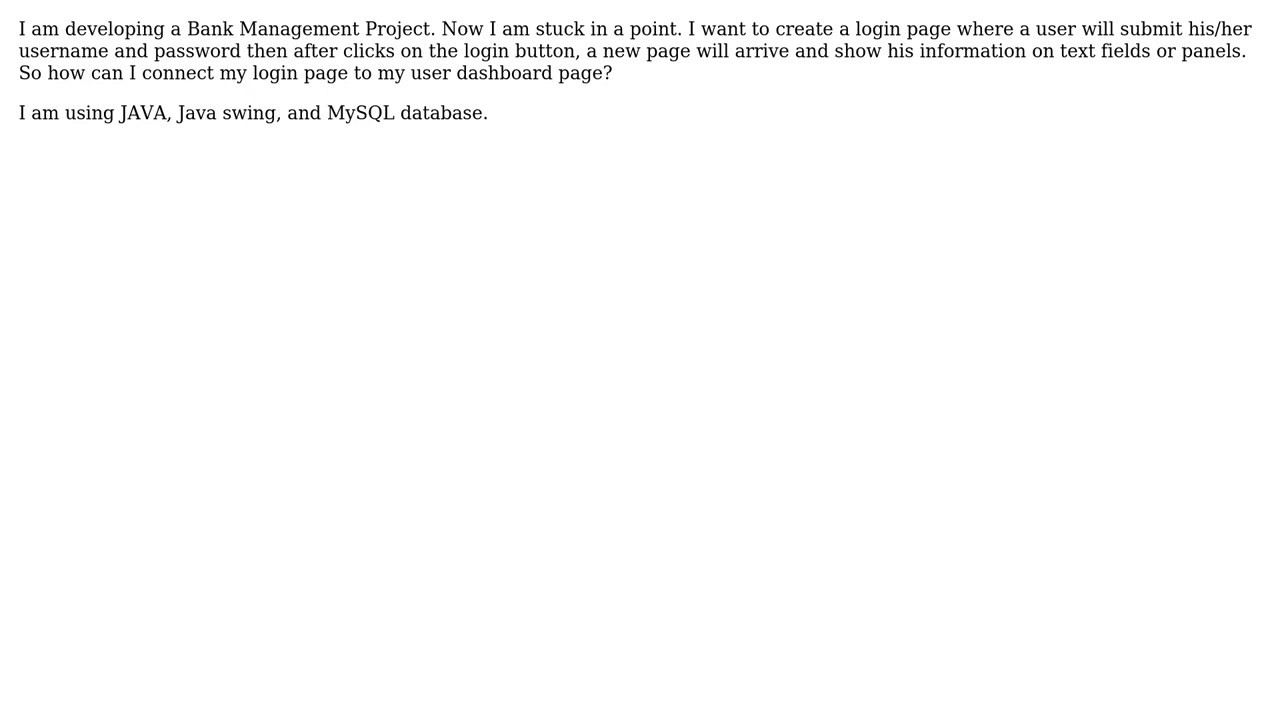 I am developing a Bank Management Project. Now I am stuck in a point. I want to create a login page where a user will submit his/her
username and password then after clicks on the login button, a new page will arrive and show his information on text fields or panels.
So how can I connect my login page to my user dashboard page?
I am using JAVA, Java swing, and MySQL database.